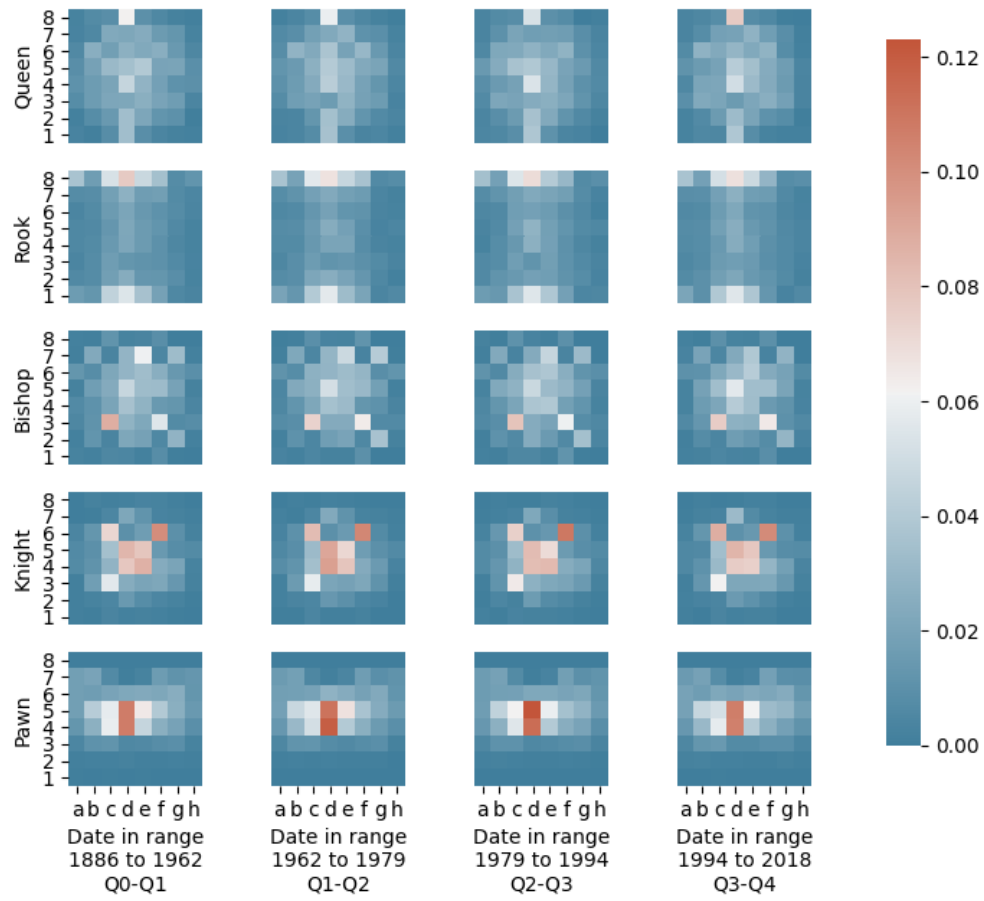 Queen
8
7
6
5
4
3
2
1
Rook
8
7
6
5
4
3
2
1
Bishop
8
7
6
5
4
3
2
1
Knight
8
7
6
5
4
3
2
1
Pawn
8
7
6
5
4
3
2
1
a b c d e f g h
Date in range
1886 to 1962
Q0-Q1
a b c d e f g h
Date in range
1962 to 1979
Q1-Q2
a b c d e f g h
Date in range
1979 to 1994
Q2-Q3
a b c d e f g h
Date in range
1994 to 2018
Q3-Q4
0.12
0.10
0.08
0.06
0.04
0.02
0.00